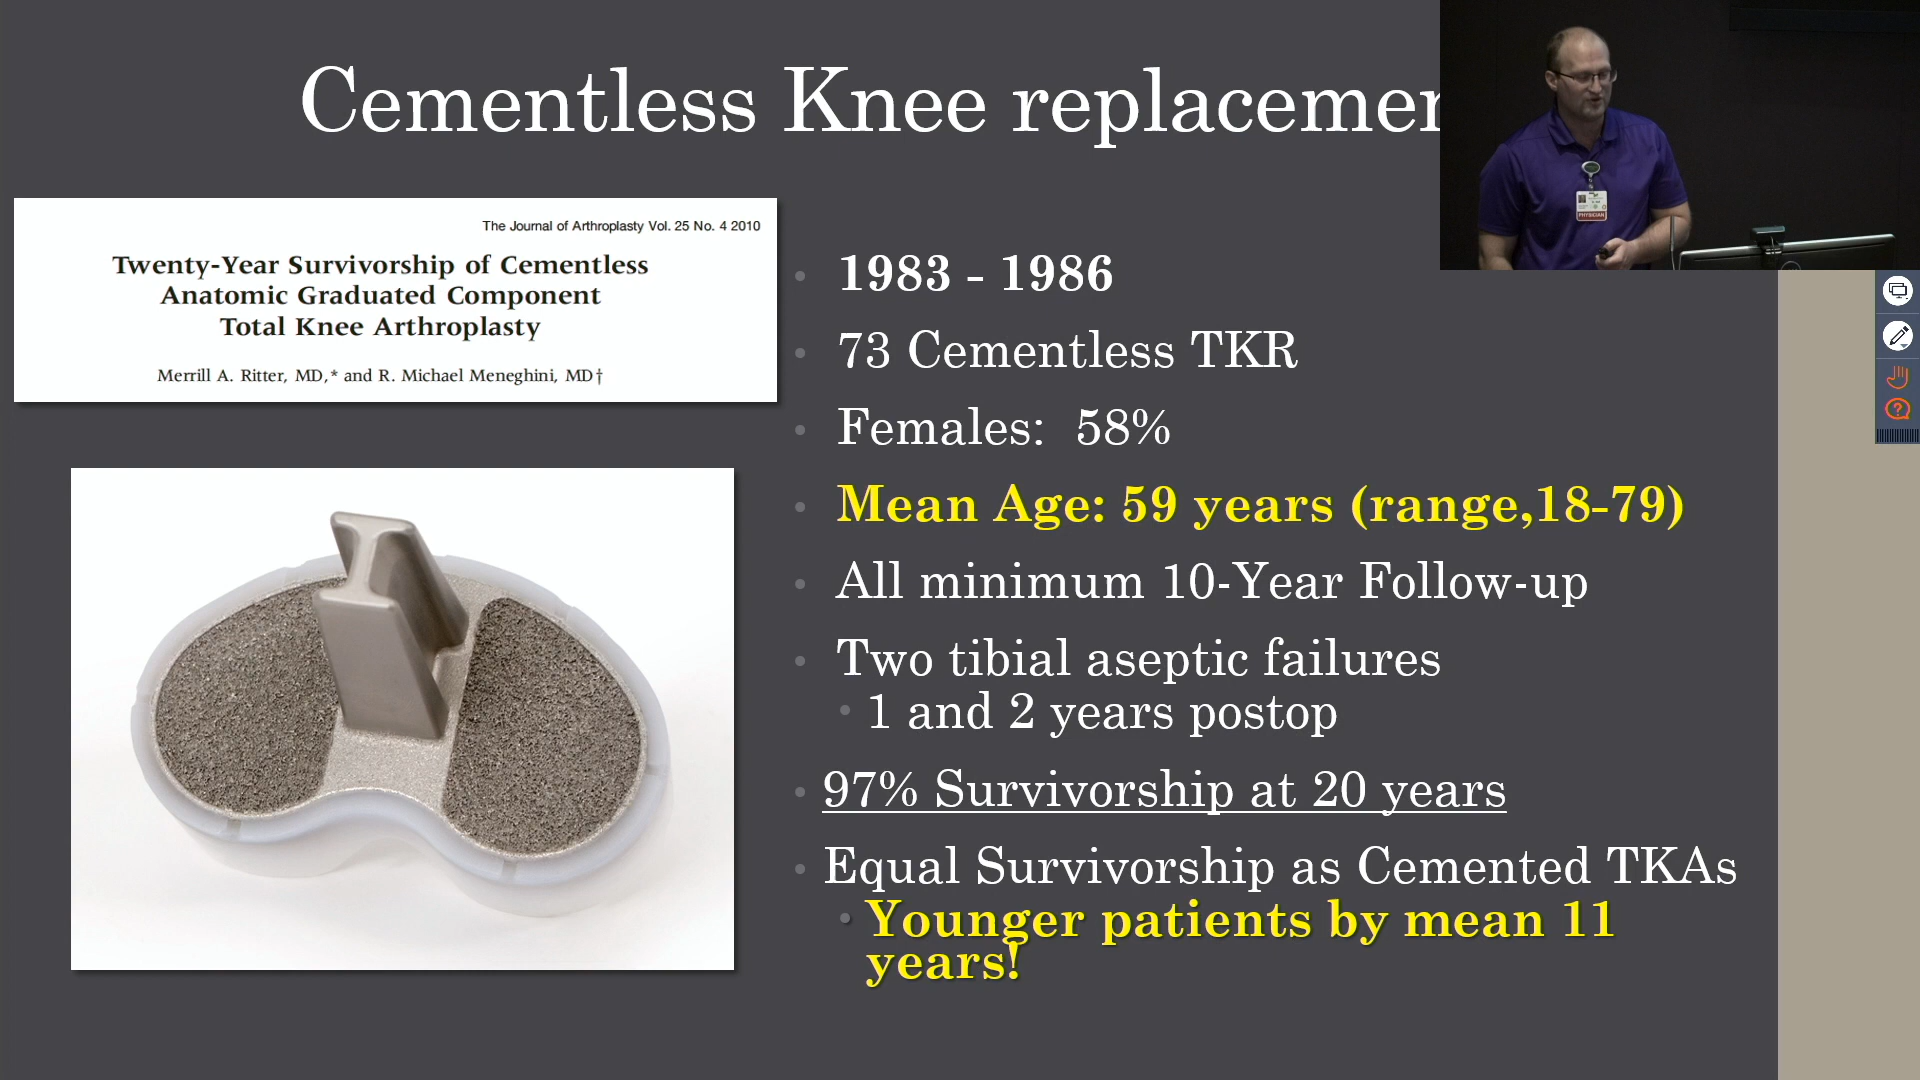 Cementless Knee replacemen
The Journal of Arthroplasty Vol. 25 No. 4 2010
Twenty-Year Survivorship of Cementless
Anatomic Graduated Component
Total Knee Arthroplasty
Merrill A. Ritter, MD,* and R. Michael Meneghini, MD†
• 1983 - 1986
• 73 Cementless TKR
• Females: 58%
• Mean Age: 59 years (range,18-79)
• All minimum 10-Year Follow-up
• Two tibial aseptic failures
• 1 and 2 years postop
• 97% Survivorship at 20 years
• Equal Survivorship as Cemented TKAs
• Younger patients by mean 11
years!
PHYSICIAN
?